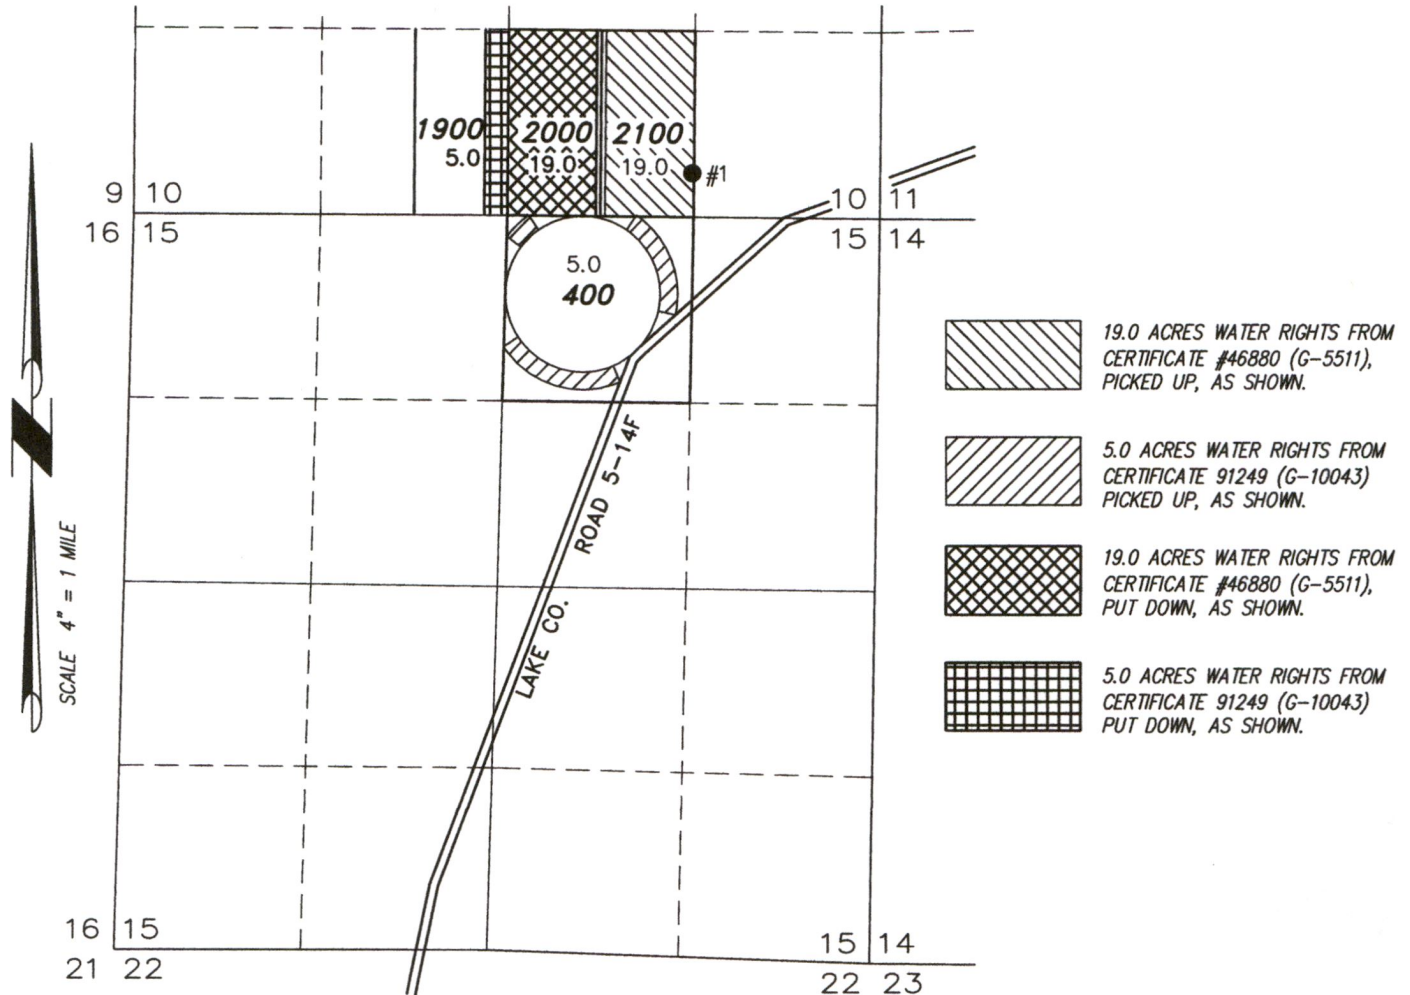 1900
5.0
2000
19.0
2100
19.0
#1
9 10
16 15
10 11
15 14
5.0
400
ROAD 5-14F
LAKE CO.
SCALE 4" = 1 MILE
N
16 15
21 22
15 14
22 23
19.0 ACRES WATER RIGHTS FROM
CERTIFICATE #46880 (G-5511),
PICKED UP, AS SHOWN.
5.0 ACRES WATER RIGHTS FROM
CERTIFICATE 91249 (G-10043)
PICKED UP, AS SHOWN.
19.0 ACRES WATER RIGHTS FROM
CERTIFICATE #46880 (G-5511),
PUT DOWN, AS SHOWN.
5.0 ACRES WATER RIGHTS FROM
CERTIFICATE 91249 (G-10043)
PUT DOWN, AS SHOWN.